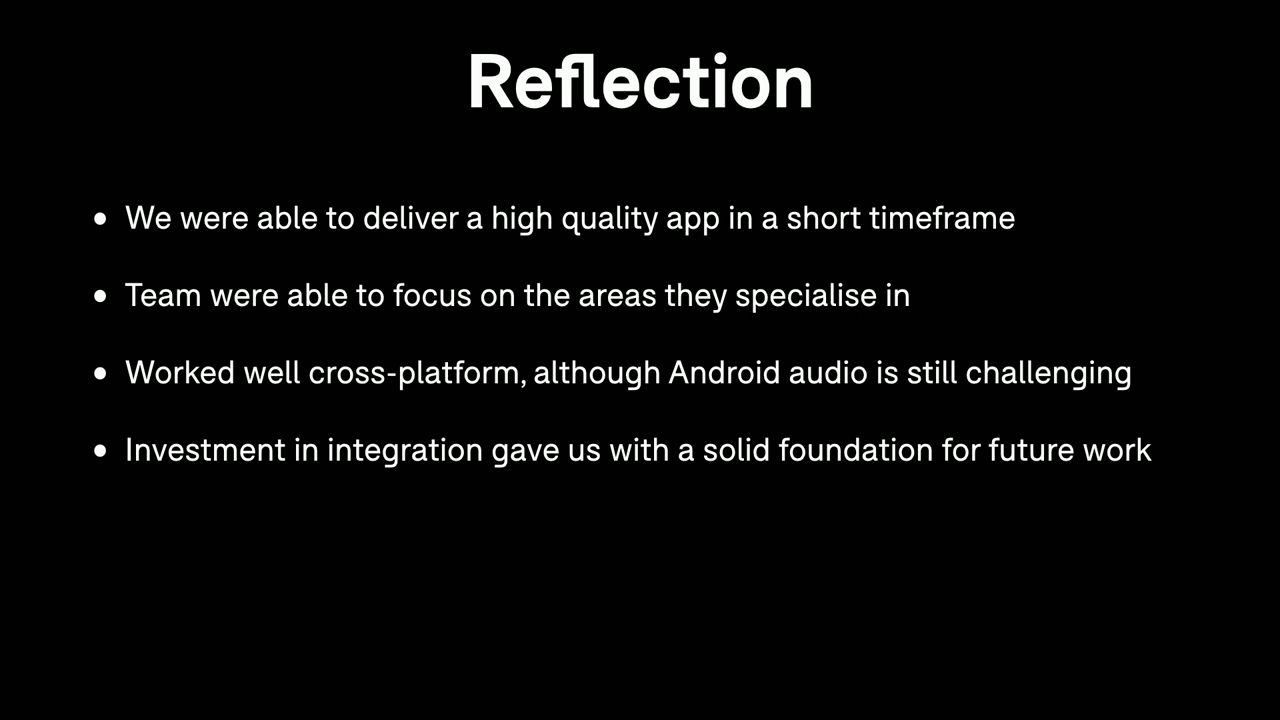 Reflection
• We were able to deliver a high quality app in a short timeframe
• Team were able to focus on the areas they specialise in
• Worked well cross-platform, although Android audio is still challenging
• Investment in integration gave us with a solid foundation for future work